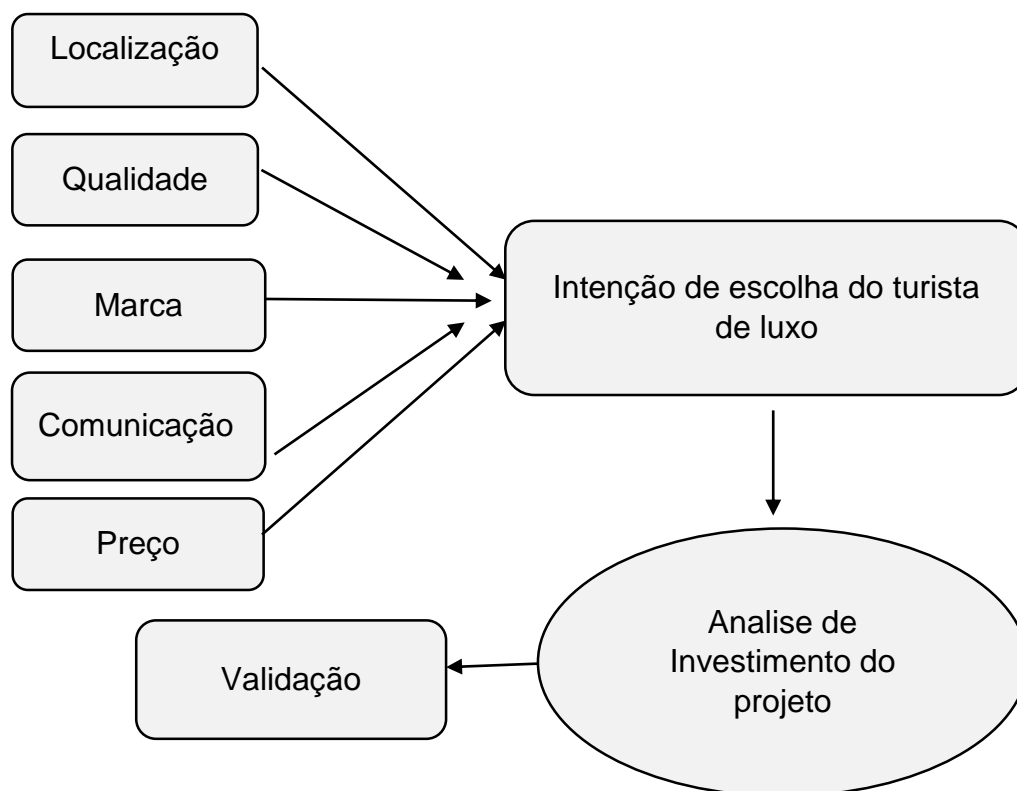 Localização
Qualidade
Marca
Comunicação
Preço
Intenção de escolha do turista
de luxo
Analise de
Investimento do
projeto
Validação